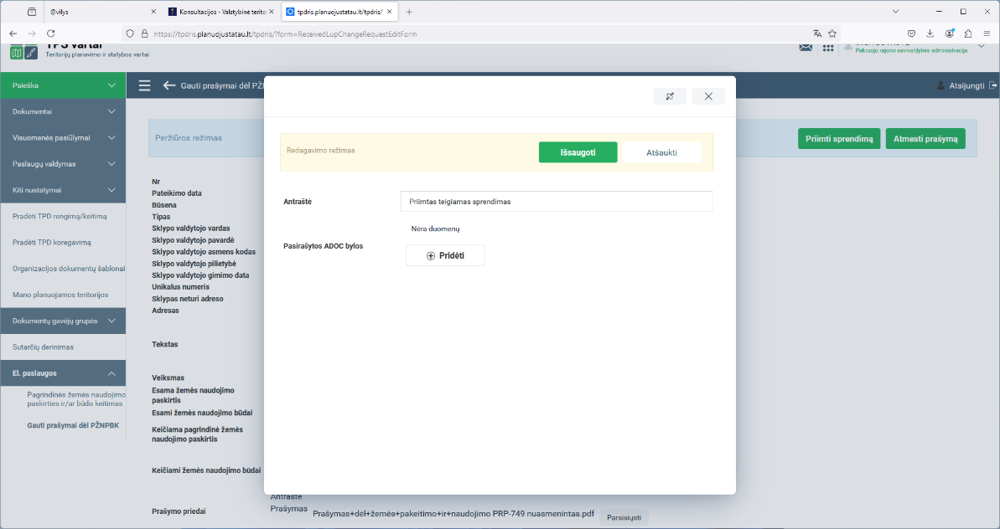 @vilys
Konsultacijos - Valstybinė terito
tpdris.planuojustatau.lt/tpdris/
https://tpdris.planuojustatau.lt/tpdris/?form=ReceivedLupChangeRequestEditForm
TPS vartai
Teritorijų planavimo ir statybos vartai
Pakruojo rajono savivaldybės administracija
Paieška
Gauti prašymai dėl PŽN
Atsijungti
Dokumentai
Visuomenės pasiūlymai
Paslaugų valdymas
Kiti nustatymai
Pradėti TPD rengimą/keitimą
Pradėti TPD koregavimą
Organizacijos dokumentų šablonai
Mano planuojamos teritorijos
Dokumentų gavėjų grupės
Sutarčių derinimas
El. paslaugos
Pagrindinės žemės naudojimo
paskirties ir/ar būdo keitimas
Gauti prašymai dėl PŽNPBK
Peržiūros režimas
Priimti sprendimą
Atmesti prašymą
Nr
Pateikimo data
Būsena
Tipas
Sklypo valdytojo vardas
Sklypo valdytojo pavardė
Sklypo valdytojo asmens kodas
Sklypo valdytojo pilietybė
Sklypo valdytojo gimimo data
Unikalus numeris
Sklypas neturi adreso
Adresas
Tekstas
Veiksmas
Esama žemės naudojimo
paskirtis
Esami žemės naudojimo būdai
Keičiama pagrindinė žemės
naudojimo paskirtis
Keičiami žemės naudojimo būdai
Redagavimo režimas
Išsaugoti
Atšaukti
Antraštė
Priimtas teigiamas sprendimas
Nėra duomenų
Pasirašytos ADOC bylos
Pridėti
Antraštė
Prašymo priedai
Prašymas
Prašymas+dėl+žemės+pakeitimo+ir+naudojimo PRP-749 nuasmenintas.pdf
Parsisiųsti